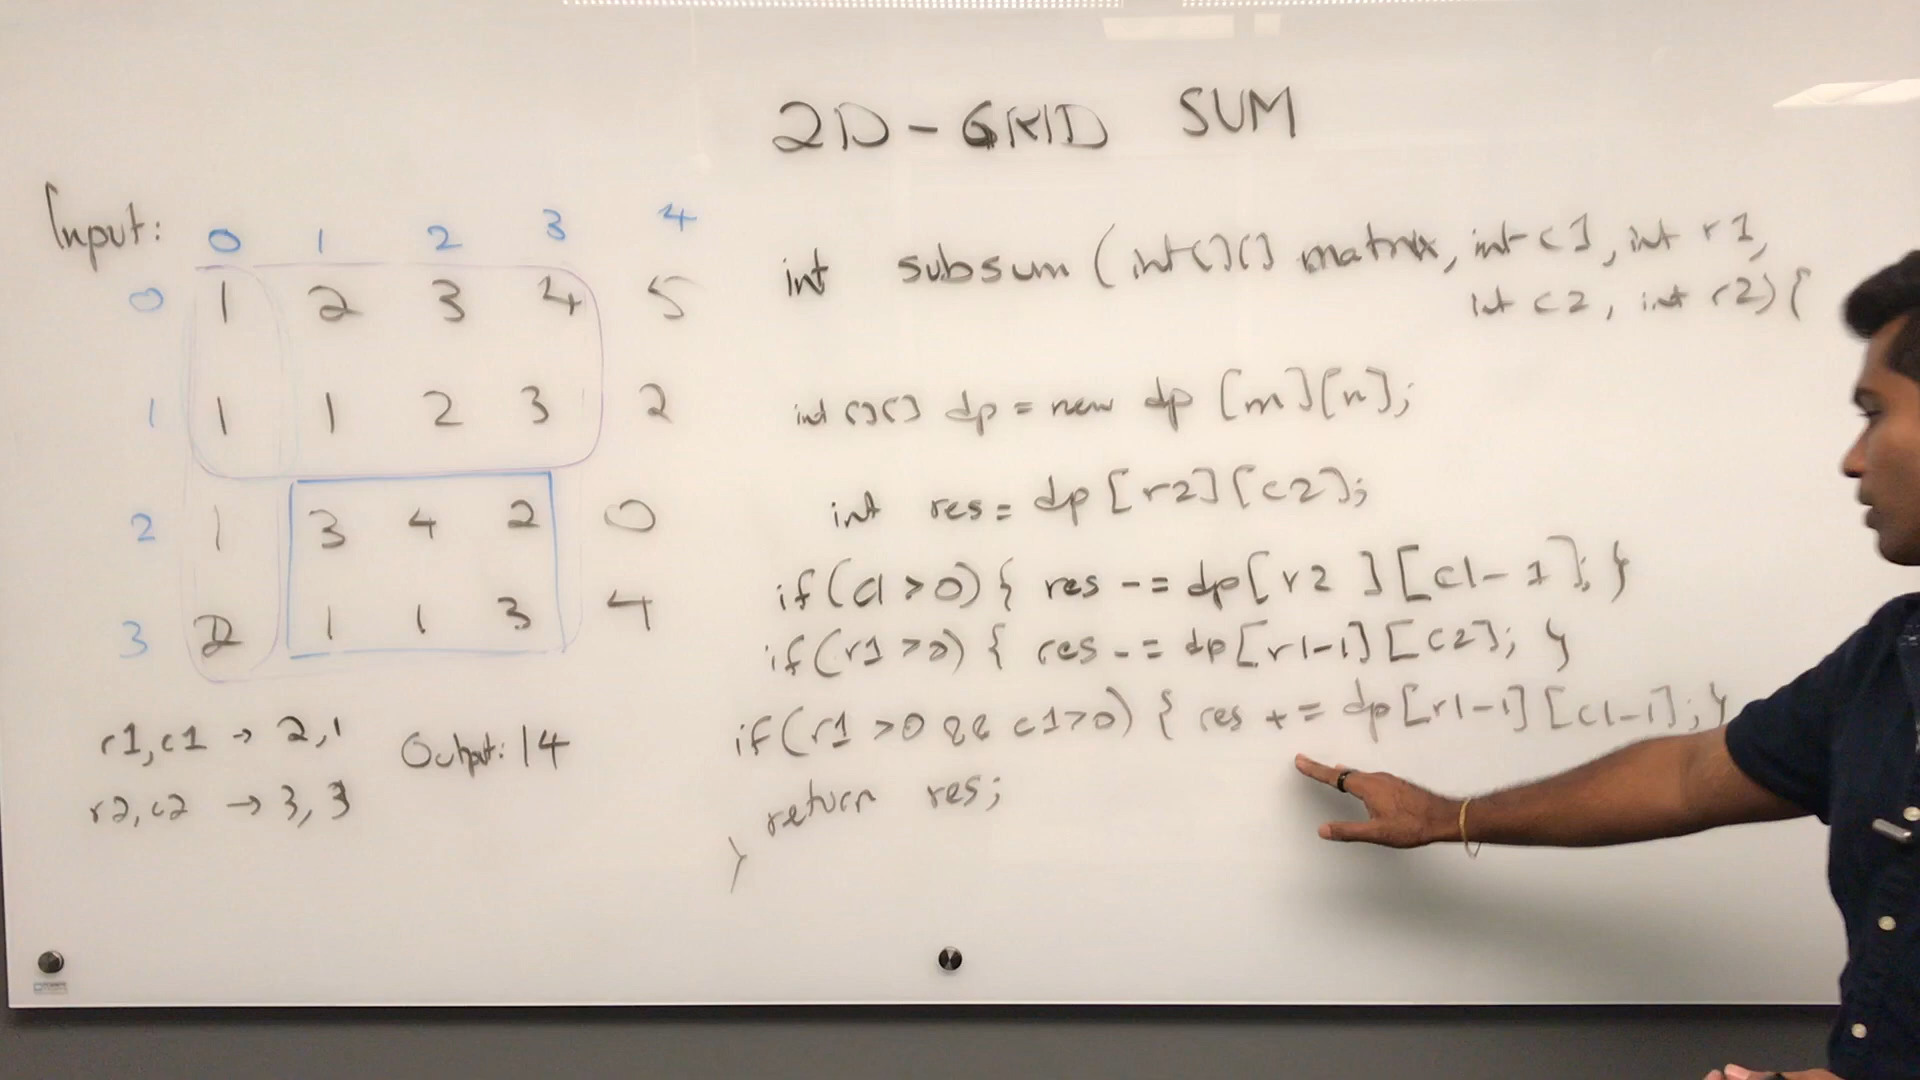 2D-GRID SUM
Input:
0 1 2 3 4
0 1 2 3 4 5
1 1 1 2 3 2
2 1 3 4 2 0
3 2 1 1 3 4
r1,c1 → 2,1
r2,c2 → 3,3
Output: 14
int subsum (int[][] matrix, int c1, int r1,
int c2, int r2) {
int[][] dp = new dp [m][n];
int res = dp [r2][c2];
if(c1 > 0) { res -= dp[r2][c1-1]; }
if(r1 > 0) { res -= dp[r1-1][c2]; }
if(r1 > 0 && c1 > 0) { res += dp[r1-1][c1-1]; }
return res;
}